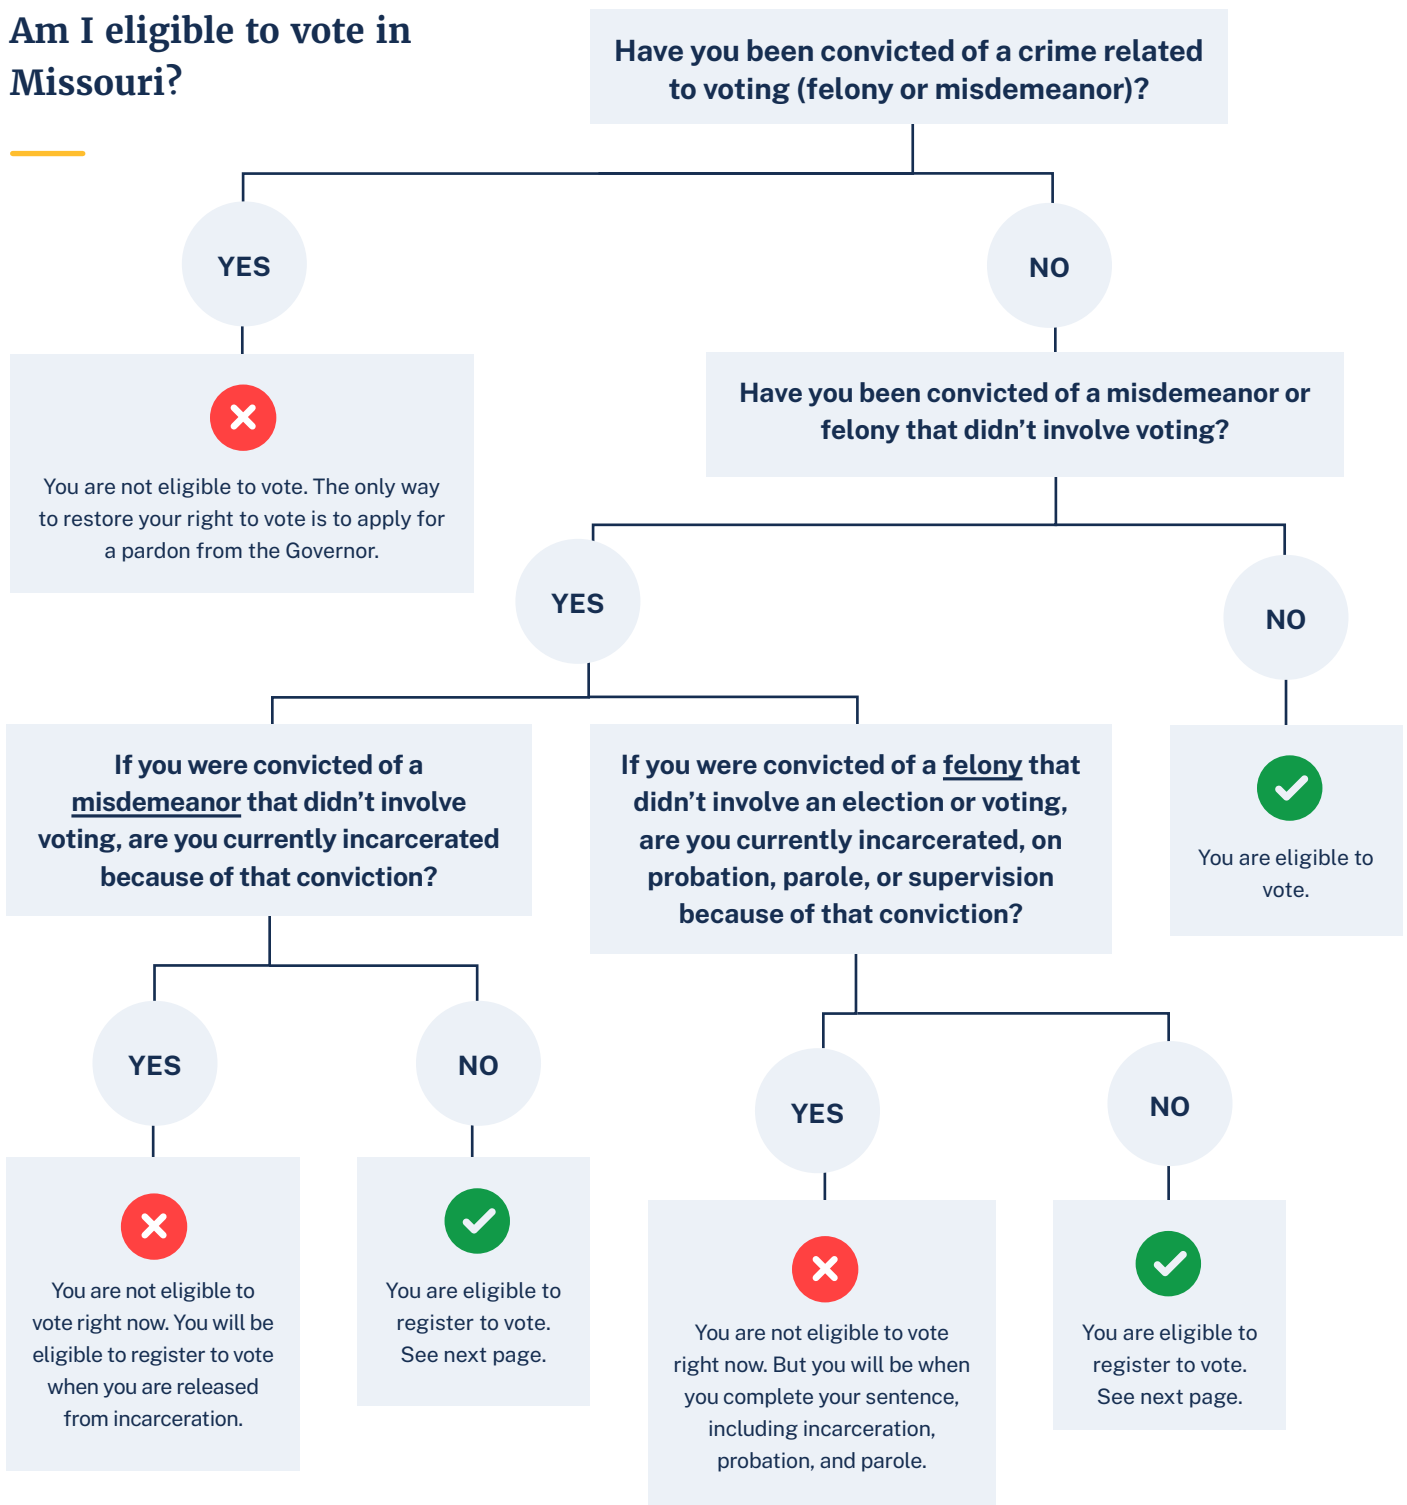 Am I eligible to vote in
Missouri?
Have you been convicted of a crime related
to voting (felony or misdemeanor)?
YES
NO
You are not eligible to vote. The only way
to restore your right to vote is to apply for
a pardon from the Governor.
Have you been convicted of a misdemeanor or
felony that didn’t involve voting?
YES
NO
If you were convicted of a
misdemeanor that didn’t involve
voting, are you currently incarcerated
because of that conviction?
If you were convicted of a felony that
didn’t involve an election or voting,
are you currently incarcerated, on
probation, parole, or supervision
because of that conviction?
You are eligible to
vote.
YES
NO
YES
NO
You are not eligible to
vote right now. You will be
eligible to register to vote
when you are released
from incarceration.
You are eligible to
register to vote.
See next page.
You are not eligible to vote
right now. But you will be when
you complete your sentence,
including incarceration,
probation, and parole.
You are eligible to
register to vote.
See next page.